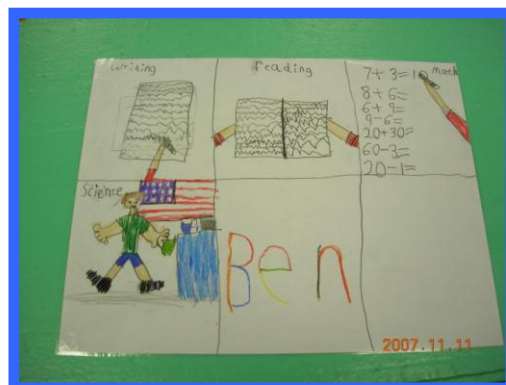 writing
reading
math
7+3=10
8+6=
6+9=
9-6=
20+30=
60-3=
20-1=
Science
Ben
2007.11.11